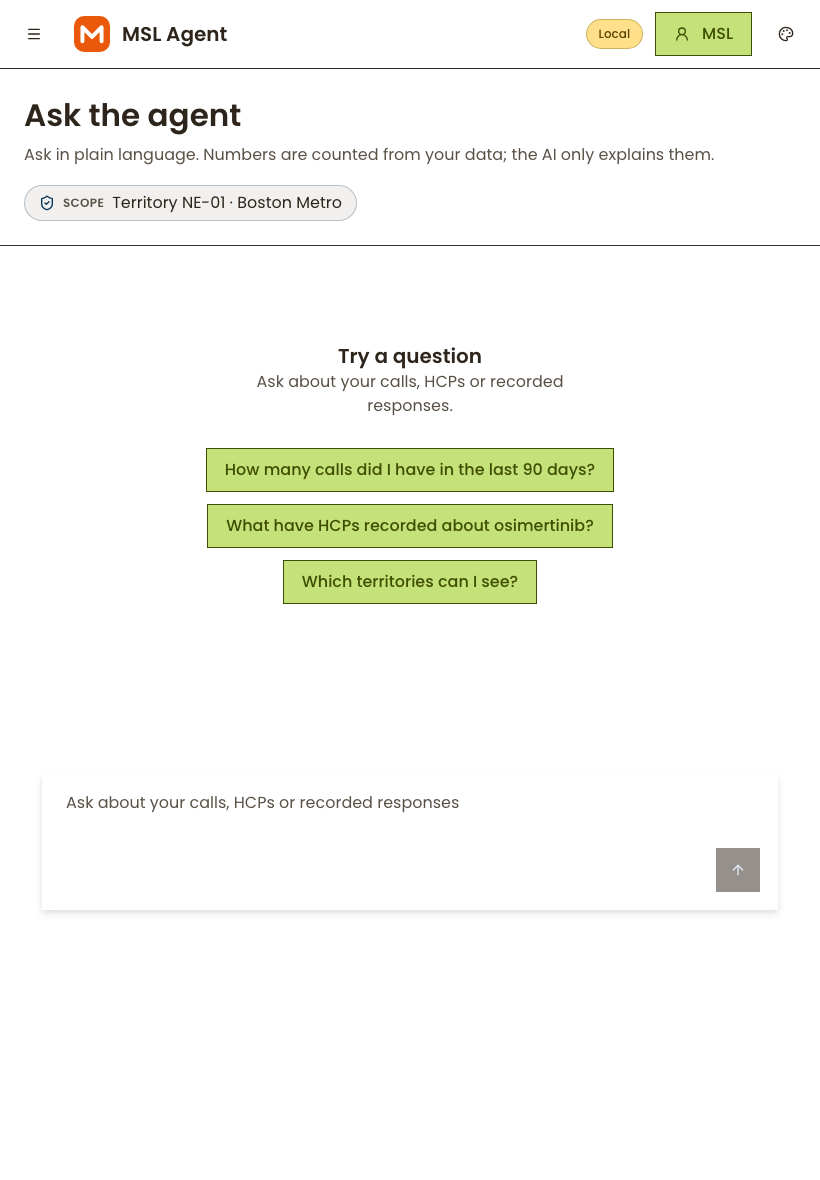 MSL Agent
Local
MSL
Ask the agent
Ask in plain language. Numbers are counted from your data; the AI only explains them.
SCOPE Territory NE-01 · Boston Metro
Try a question
Ask about your calls, HCPs or recorded
responses.
How many calls did I have in the last 90 days?
What have HCPs recorded about osimertinib?
Which territories can I see?
Ask about your calls, HCPs or recorded responses